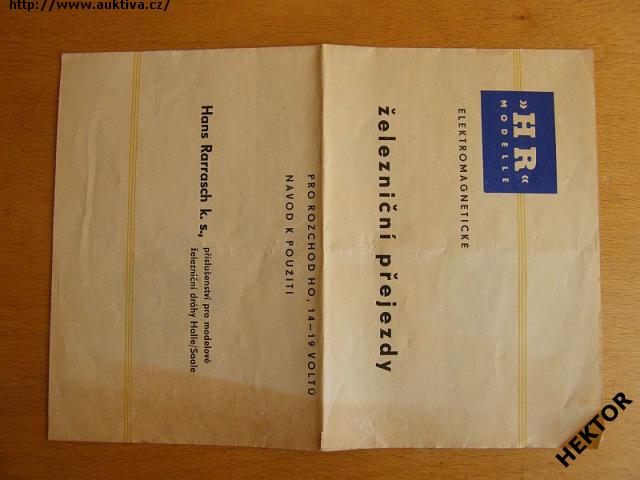 http://www.auktiva.cz/
»HR«
MODELLE
ELEKTROMAGNETICKÉ
železniční přejezdy
PRO ROZCHOD HO, 14—19 VOLTŮ
NÁVOD K POUŽITÍ
Hans Rarrasch k. s., příslušenství pro modelové
železniční dráhy Halle/Saale
HEKTOR